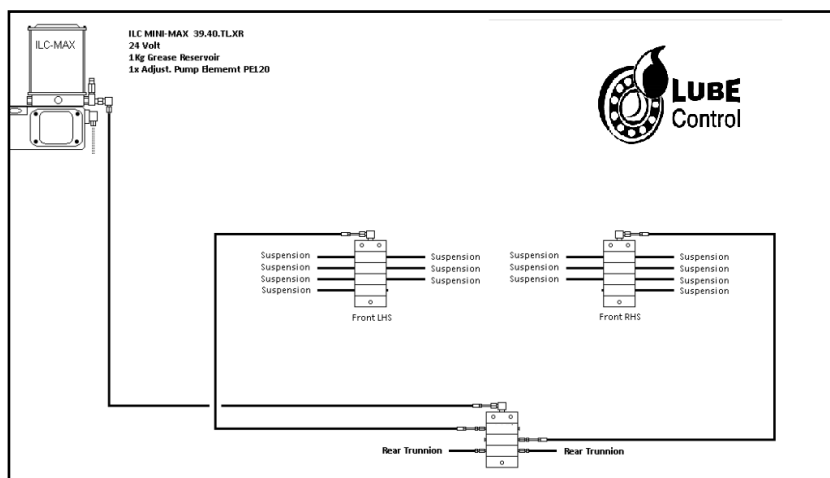 ILC-MAX
ILC MINI-MAX 39.40.TL.XR
24 Volt
1Kg Grease Reservoir
1x Adjust. Pump Elememt PE120
LUBE
Control
Suspension Suspension Suspension Suspension
Suspension Suspension Suspension Suspension
Suspension Suspension Suspension Suspension
Suspension Suspension
Front LHS Front RHS
Rear Trunnion Rear Trunnion